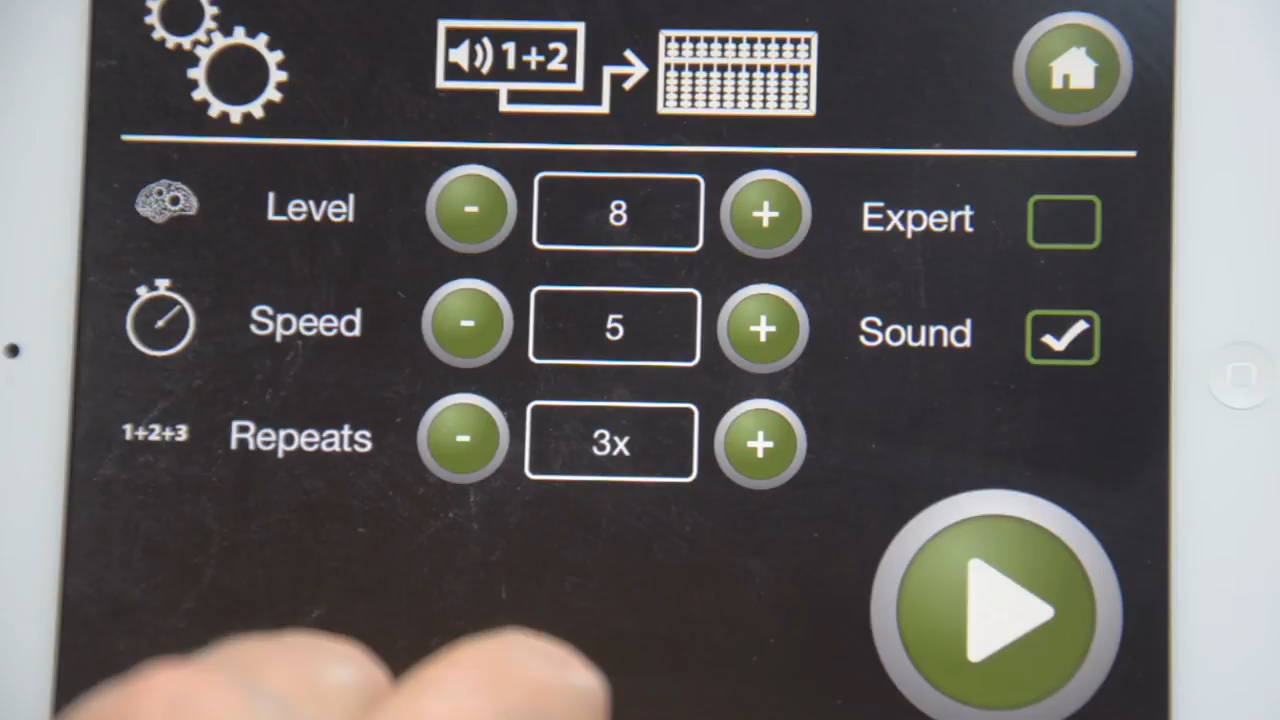 1+2
Level - 8 + Expert
Speed - 5 + Sound
1+2+3 Repeats - 3x +